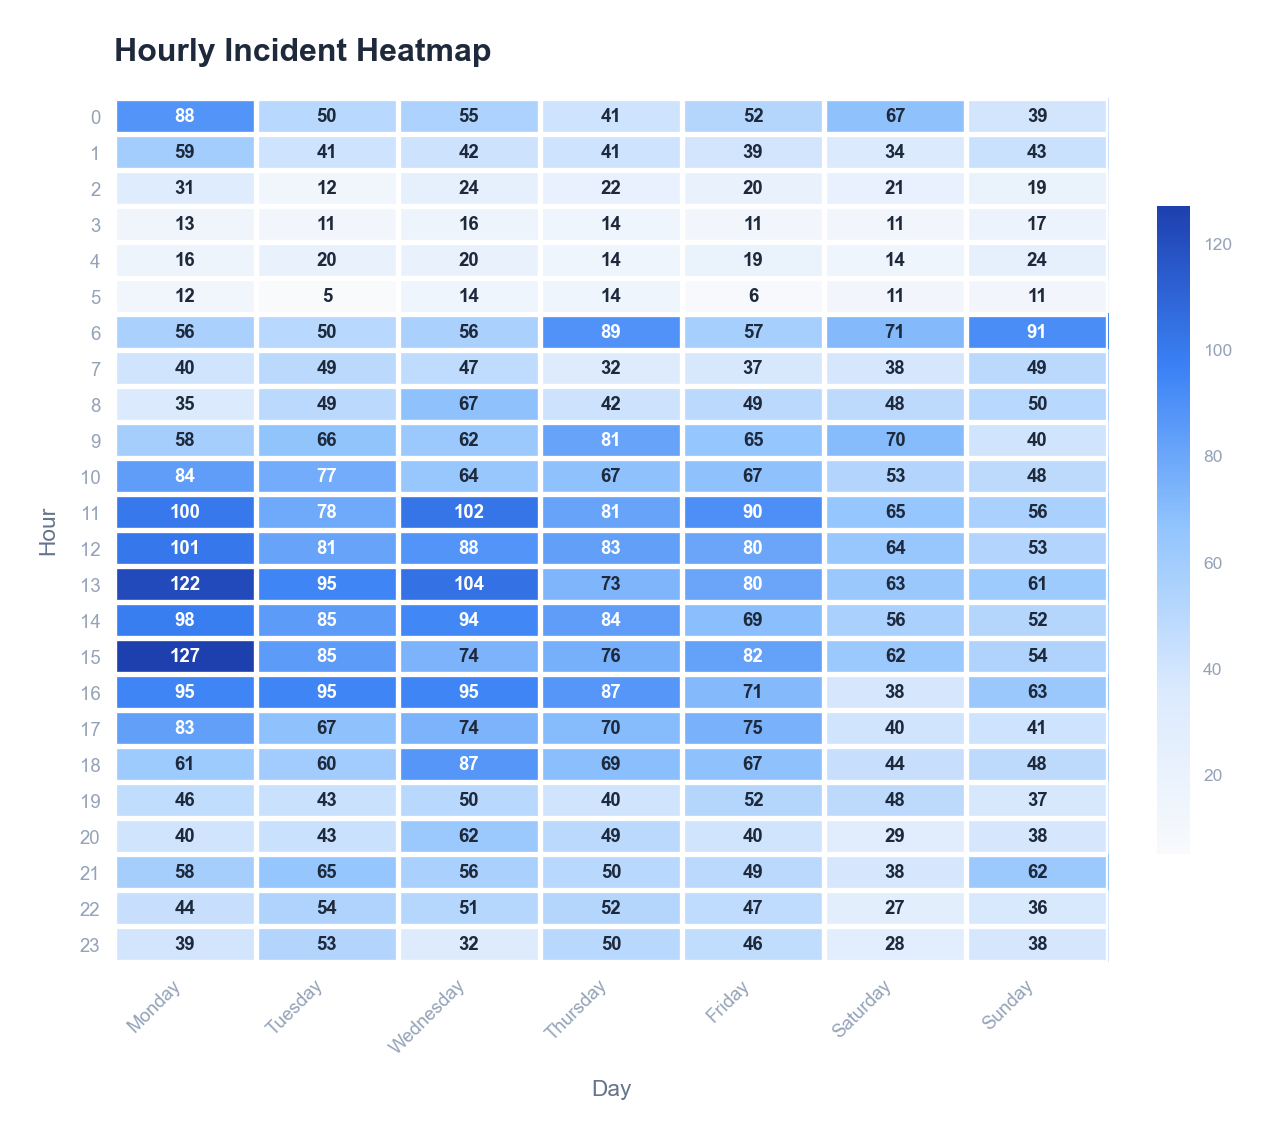 Hourly Incident Heatmap
0 88 50 55 41 52 67 39
1 59 41 42 41 39 34 43
2 31 12 24 22 20 21 19
3 13 11 16 14 11 11 17
4 16 20 20 14 19 14 24
5 12 5 14 14 6 11 11
6 56 50 56 89 57 71 91
7 40 49 47 32 37 38 49
8 35 49 67 42 49 48 50
9 58 66 62 81 65 70 40
10 84 77 64 67 67 53 48
11 100 78 102 81 90 65 56
12 101 81 88 83 80 64 53
13 122 95 104 73 80 63 61
14 98 85 94 84 69 56 52
15 127 85 74 76 82 62 54
16 95 95 95 87 71 38 63
17 83 67 74 70 75 40 41
18 61 60 87 69 67 44 48
19 46 43 50 40 52 48 37
20 40 43 62 49 40 29 38
21 58 65 56 50 49 38 62
22 44 54 51 52 47 27 36
23 39 53 32 50 46 28 38
Hour
Monday Tuesday Wednesday Thursday Friday Saturday Sunday
Day
120
100
80
60
40
20